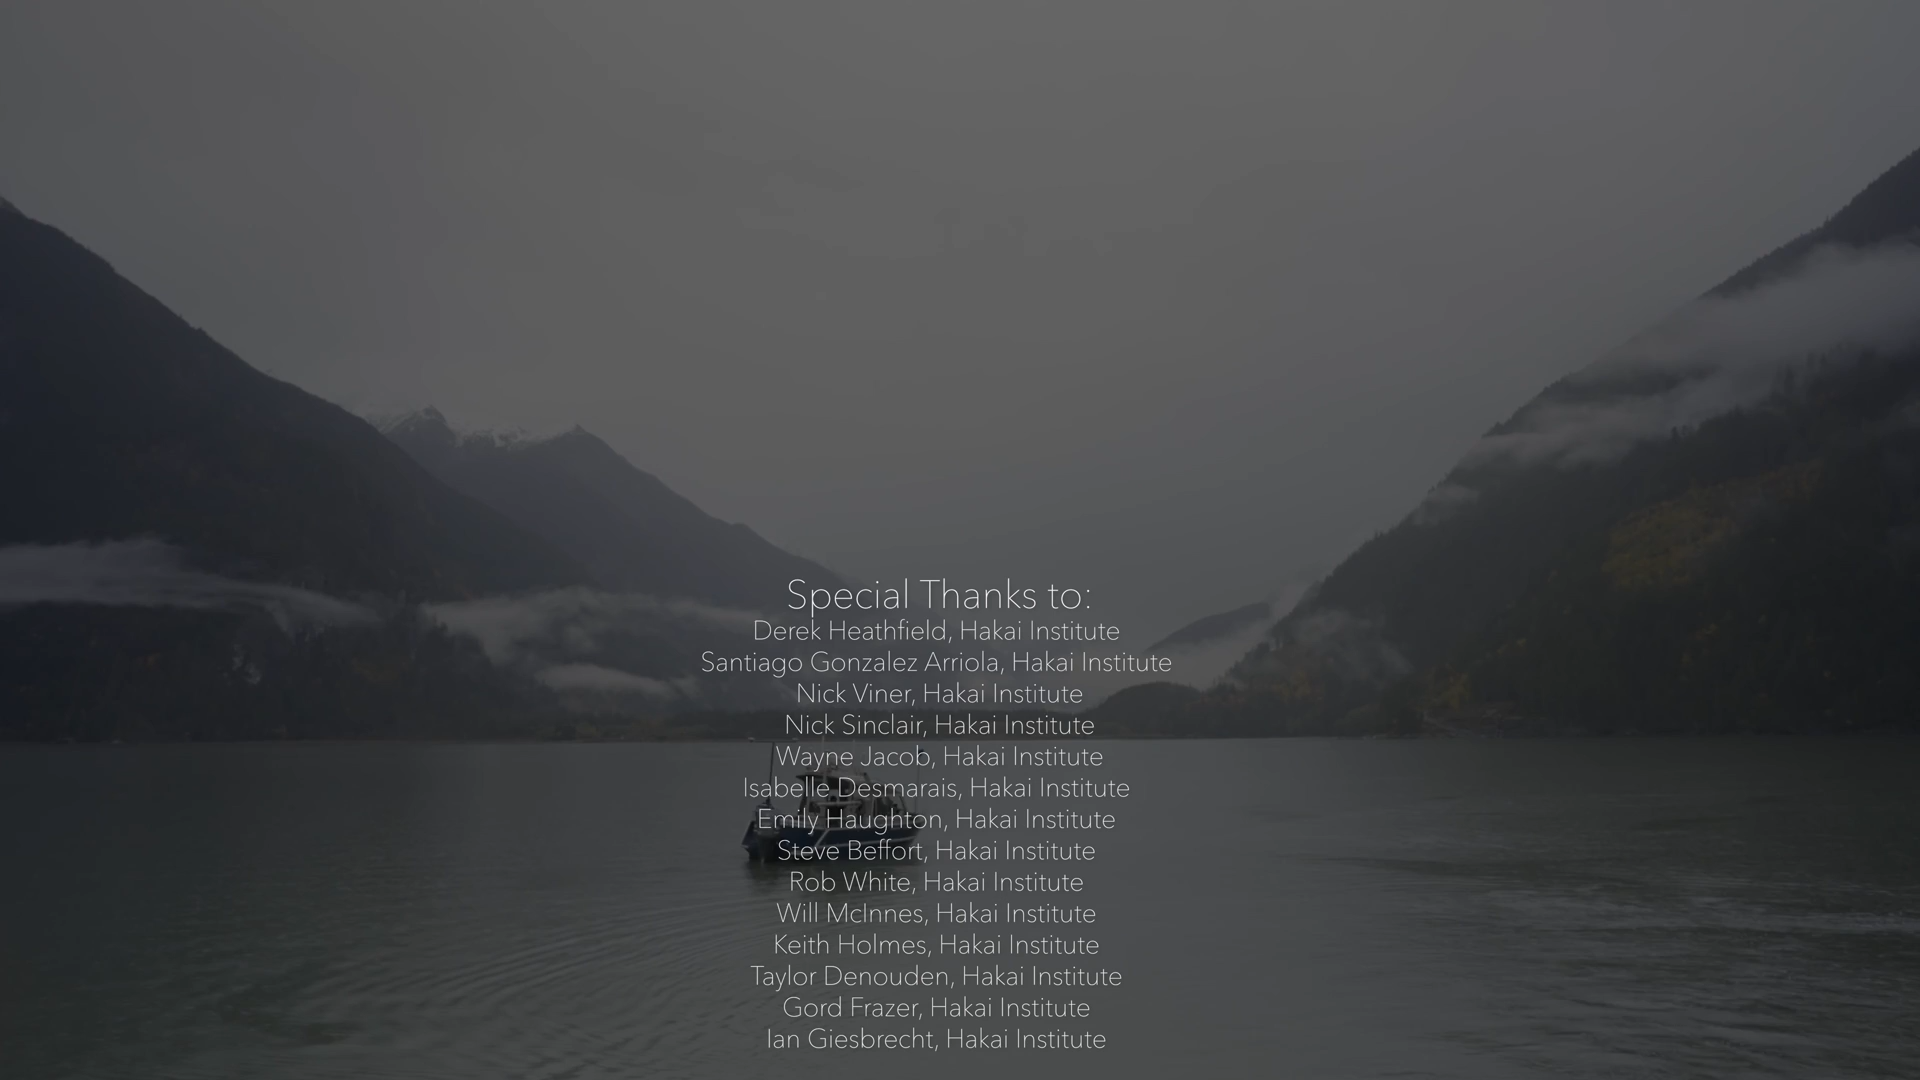 Special Thanks to:
Derek Heathfield, Hakai Institute
Santiago Gonzalez Arriola, Hakai Institute
Nick Viner, Hakai Institute
Nick Sinclair, Hakai Institute
Wayne Jacob, Hakai Institute
Isabelle Desmarais, Hakai Institute
Emily Haughton, Hakai Institute
Steve Beffort, Hakai Institute
Rob White, Hakai Institute
Will McInnes, Hakai Institute
Keith Holmes, Hakai Institute
Taylor Denouden, Hakai Institute
Gord Frazer, Hakai Institute
Ian Giesbrecht, Hakai Institute